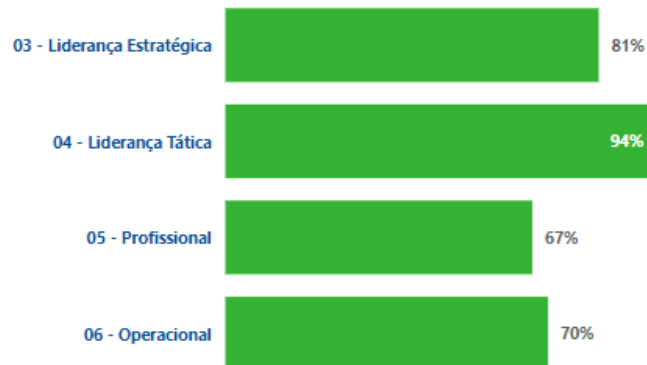 03 - Liderança Estratégica 81%
04 - Liderança Tática 94%
05 - Profissional 67%
06 - Operacional 70%